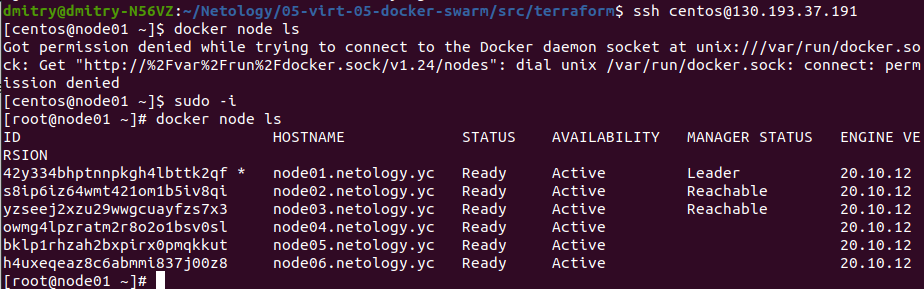 dmitry@dmitry-N56VZ:~/Netology/05-virt-05-docker-swarm/src/terraform$ ssh centos@130.193.37.191
[centos@node01 ~]$ docker node ls
Got permission denied while trying to connect to the Docker daemon socket at unix:///var/run/docker.so
ck: Get "http://%2Fvar%2Frun%2Fdocker.sock/v1.24/nodes": dial unix /var/run/docker.sock: connect: perm
ission denied
[centos@node01 ~]$ sudo -i
[root@node01 ~]# docker node ls
ID HOSTNAME STATUS AVAILABILITY MANAGER STATUS ENGINE VE
RSION
42y334bhptnnpkgh4lbttk2qf * node01.netology.yc Ready Active Leader 20.10.12
s8ip6iz64wmt421om1b5iv8qi node02.netology.yc Ready Active Reachable 20.10.12
yzseej2xzu29wwgcuayfzs7x3 node03.netology.yc Ready Active Reachable 20.10.12
owmg4lpzratm2r8o2o1bsv0sl node04.netology.yc Ready Active 20.10.12
bklp1rhzah2bxpirx0pmqkkut node05.netology.yc Ready Active 20.10.12
h4uxeqeaz8c6abmmi837j00z8 node06.netology.yc Ready Active 20.10.12
[root@node01 ~]#